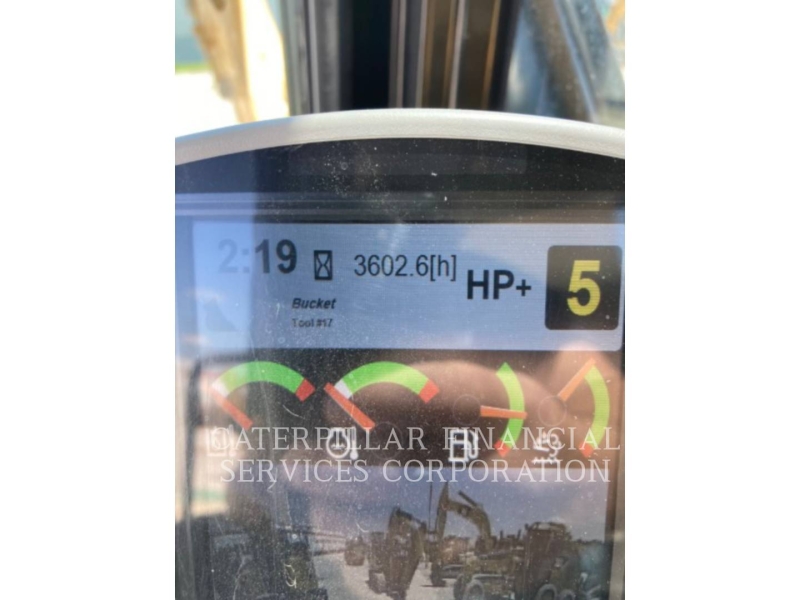 2:19 3602.6[h] HP+ 5
Bucket
Tool #17
CATERPILLAR FINANCIAL
SERVICES CORPORATION